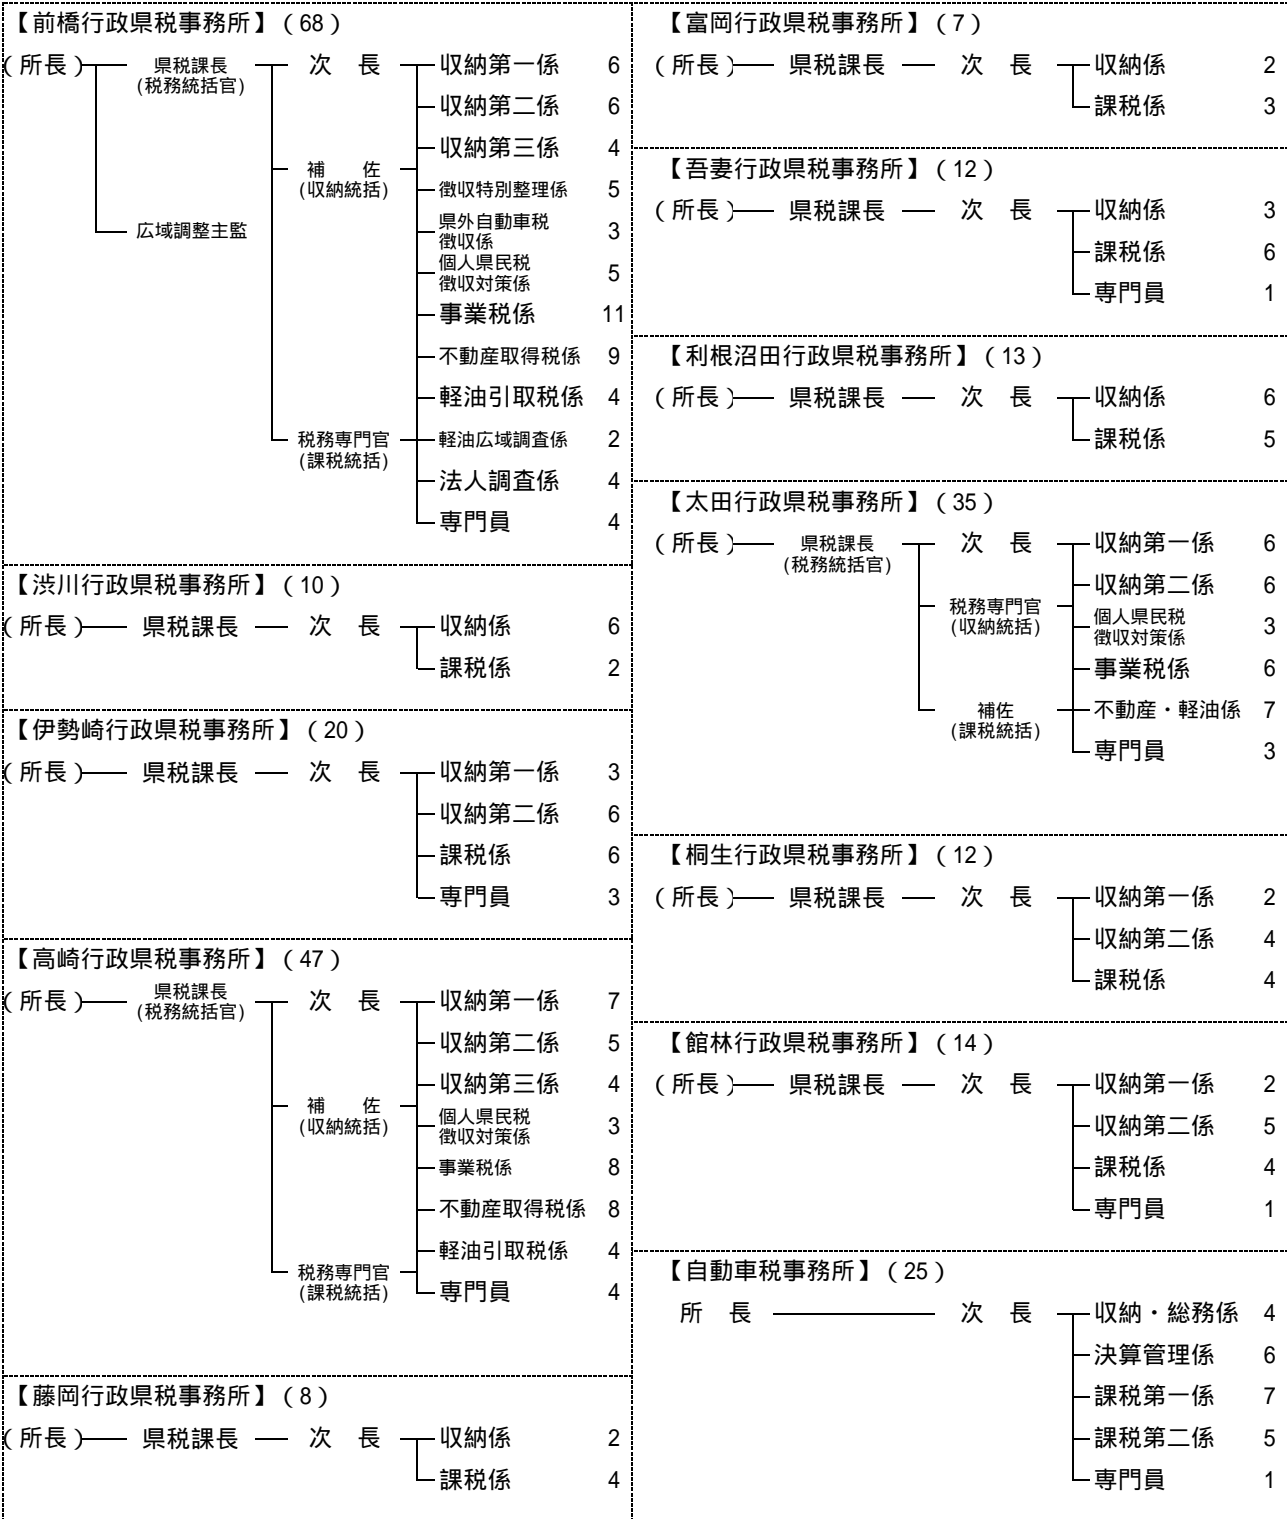 【前橋行政県税事務所】(68)
(所長) 県税課長 次　長 収納第一係 6
(税務統括官)
収納第二係 6
収納第三係 4
補　佐
(収納統括)
徴収特別整理係 5
広域調整主監
県外自動車税
徴収係 3
個人県民税
徴収対策係 5
事業税係 11
不動産取得税係 9
軽油引取税係 4
税務専門官 軽油広域調査係 2
(課税統括)
法人調査係 4
専門員 4
【渋川行政県税事務所】(10)
(所長) 県税課長 次　長 収納係 6
課税係 2
【伊勢崎行政県税事務所】(20)
(所長) 県税課長 次　長 収納第一係 3
収納第二係 6
課税係 6
専門員 3
【高崎行政県税事務所】(47)
(所長) 県税課長 次　長 収納第一係 7
(税務統括官)
収納第二係 5
収納第三係 4
補　佐
(収納統括)
個人県民税
徴収対策係 3
事業税係 8
不動産取得税係 8
軽油引取税係 4
税務専門官
(課税統括)
専門員 4
【藤岡行政県税事務所】(8)
(所長) 県税課長 次　長 収納係 2
課税係 4
【富岡行政県税事務所】(7)
(所長) 県税課長 次　長 収納係 2
課税係 3
【吾妻行政県税事務所】(12)
(所長) 県税課長 次　長 収納係 3
課税係 6
専門員 1
【利根沼田行政県税事務所】(13)
(所長) 県税課長 次　長 収納係 6
課税係 5
【太田行政県税事務所】(35)
(所長) 県税課長 次　長 収納第一係 6
(税務統括官)
収納第二係 6
税務専門官
(収納統括)
個人県民税
徴収対策係 3
事業税係 6
補佐 不動産・軽油係 7
(課税統括)
専門員 3
【桐生行政県税事務所】(12)
(所長) 県税課長 次　長 収納第一係 2
収納第二係 4
課税係 4
【館林行政県税事務所】(14)
(所長) 県税課長 次　長 収納第一係 2
収納第二係 5
課税係 4
専門員 1
【自動車税事務所】(25)
所　長 次　長 収納・総務係 4
決算管理係 6
課税第一係 7
課税第二係 5
専門員 1